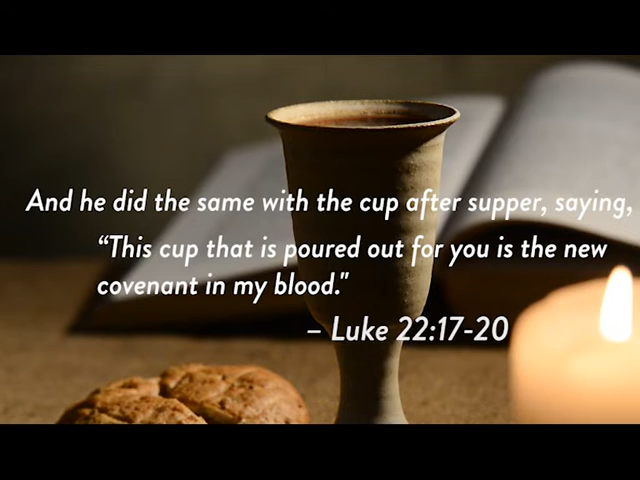 And he did the same with the cup after supper, saying,
“This cup that is poured out for you is the new
covenant in my blood."
– Luke 22:17-20